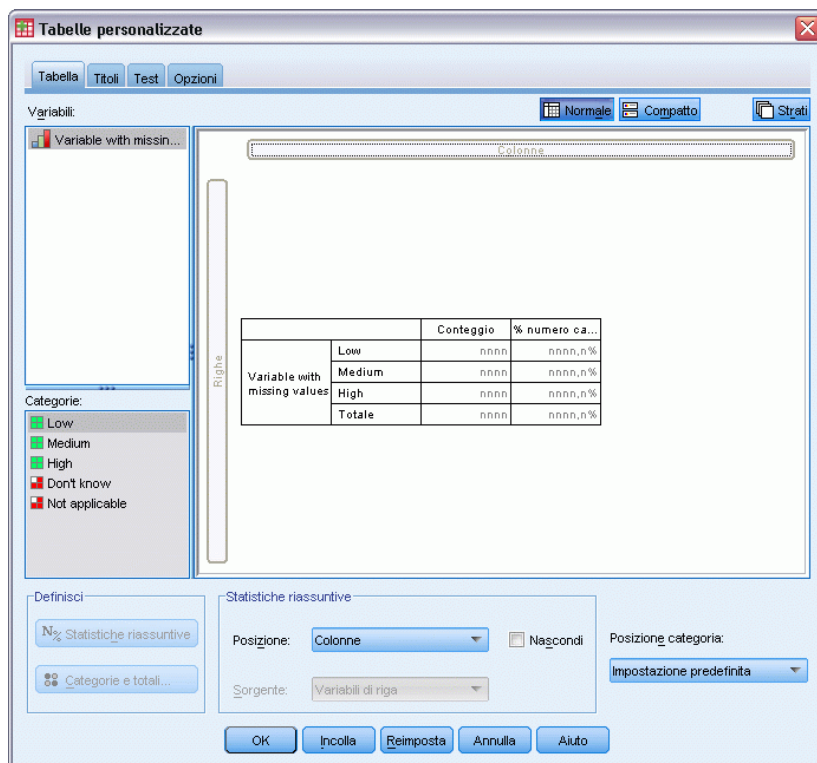 Tabelle personalizzate
Tabella Titoli Test Opzioni
Variabili:
Normale Compatto Strati
Variable with missin...
Colonne
Righe
Conteggio % numero ca...
Variable with missing values
Low nnnn nnnn,n%
Medium nnnn nnnn,n%
High nnnn nnnn,n%
Totale nnnn nnnn,n%
Categorie:
Low
Medium
High
Don't know
Not applicable
Definisci
N% Statistiche riassuntive
Categorie e totali...
Statistiche riassuntive
Posizione: Colonne Nascondi
Sorgente: Variabili di riga
Posizione categoria:
Impostazione predefinita
OK Incolla Reimposta Annulla Aiuto